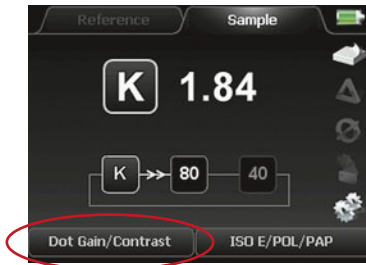 Reference Sample
K 1.84
K 80 40
Dot Gain/Contrast ISO E/POL/PAP